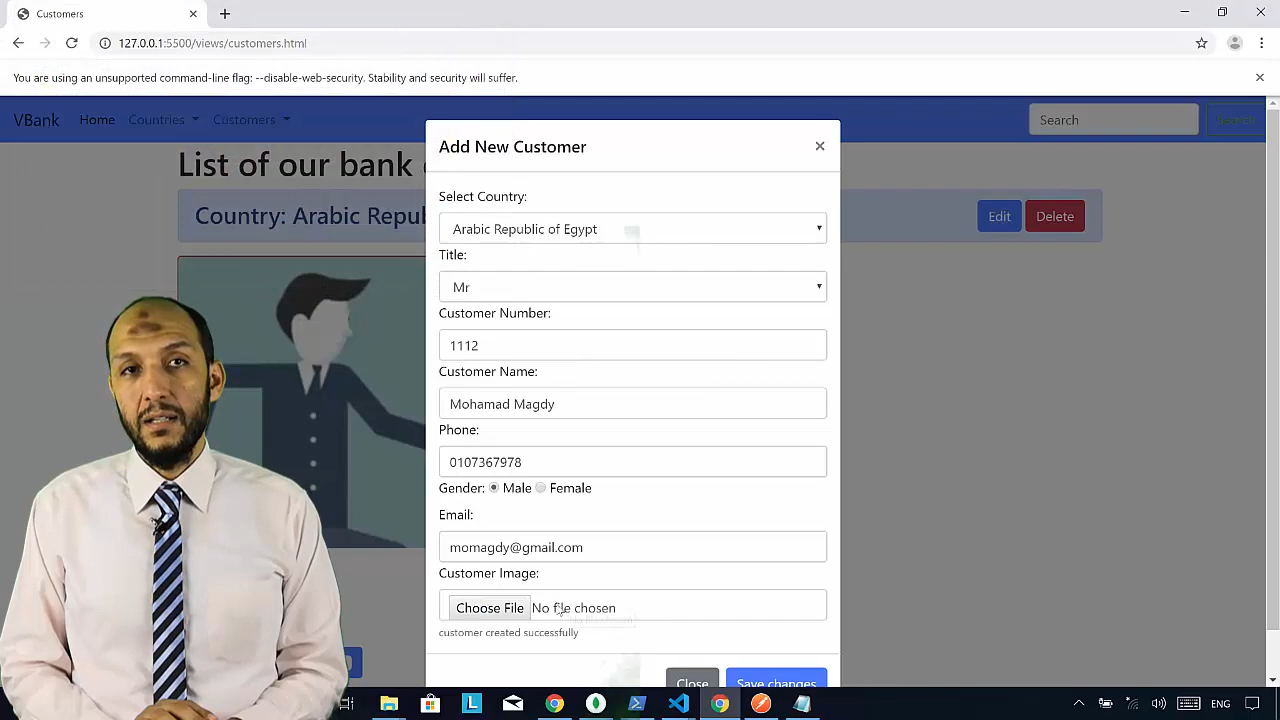 Customers
127.0.0.1:5500/views/customers.html
You are using an unsupported command-line flag: --disable-web-security. Stability and security will suffer.
VBank Home Countries Customers Search Search
List of our bank
Country: Arabic Repu Edit Delete
Add New Customer
Select Country:
Arabic Republic of Egypt
Title:
Mr
Customer Number:
1112
Customer Name:
Mohamad Magdy
Phone:
0107367978
Gender: Male Female
Email:
momagdy@gmail.com
Customer Image:
Choose File No file chosen
customer created successfully
Close Save changes
ENG